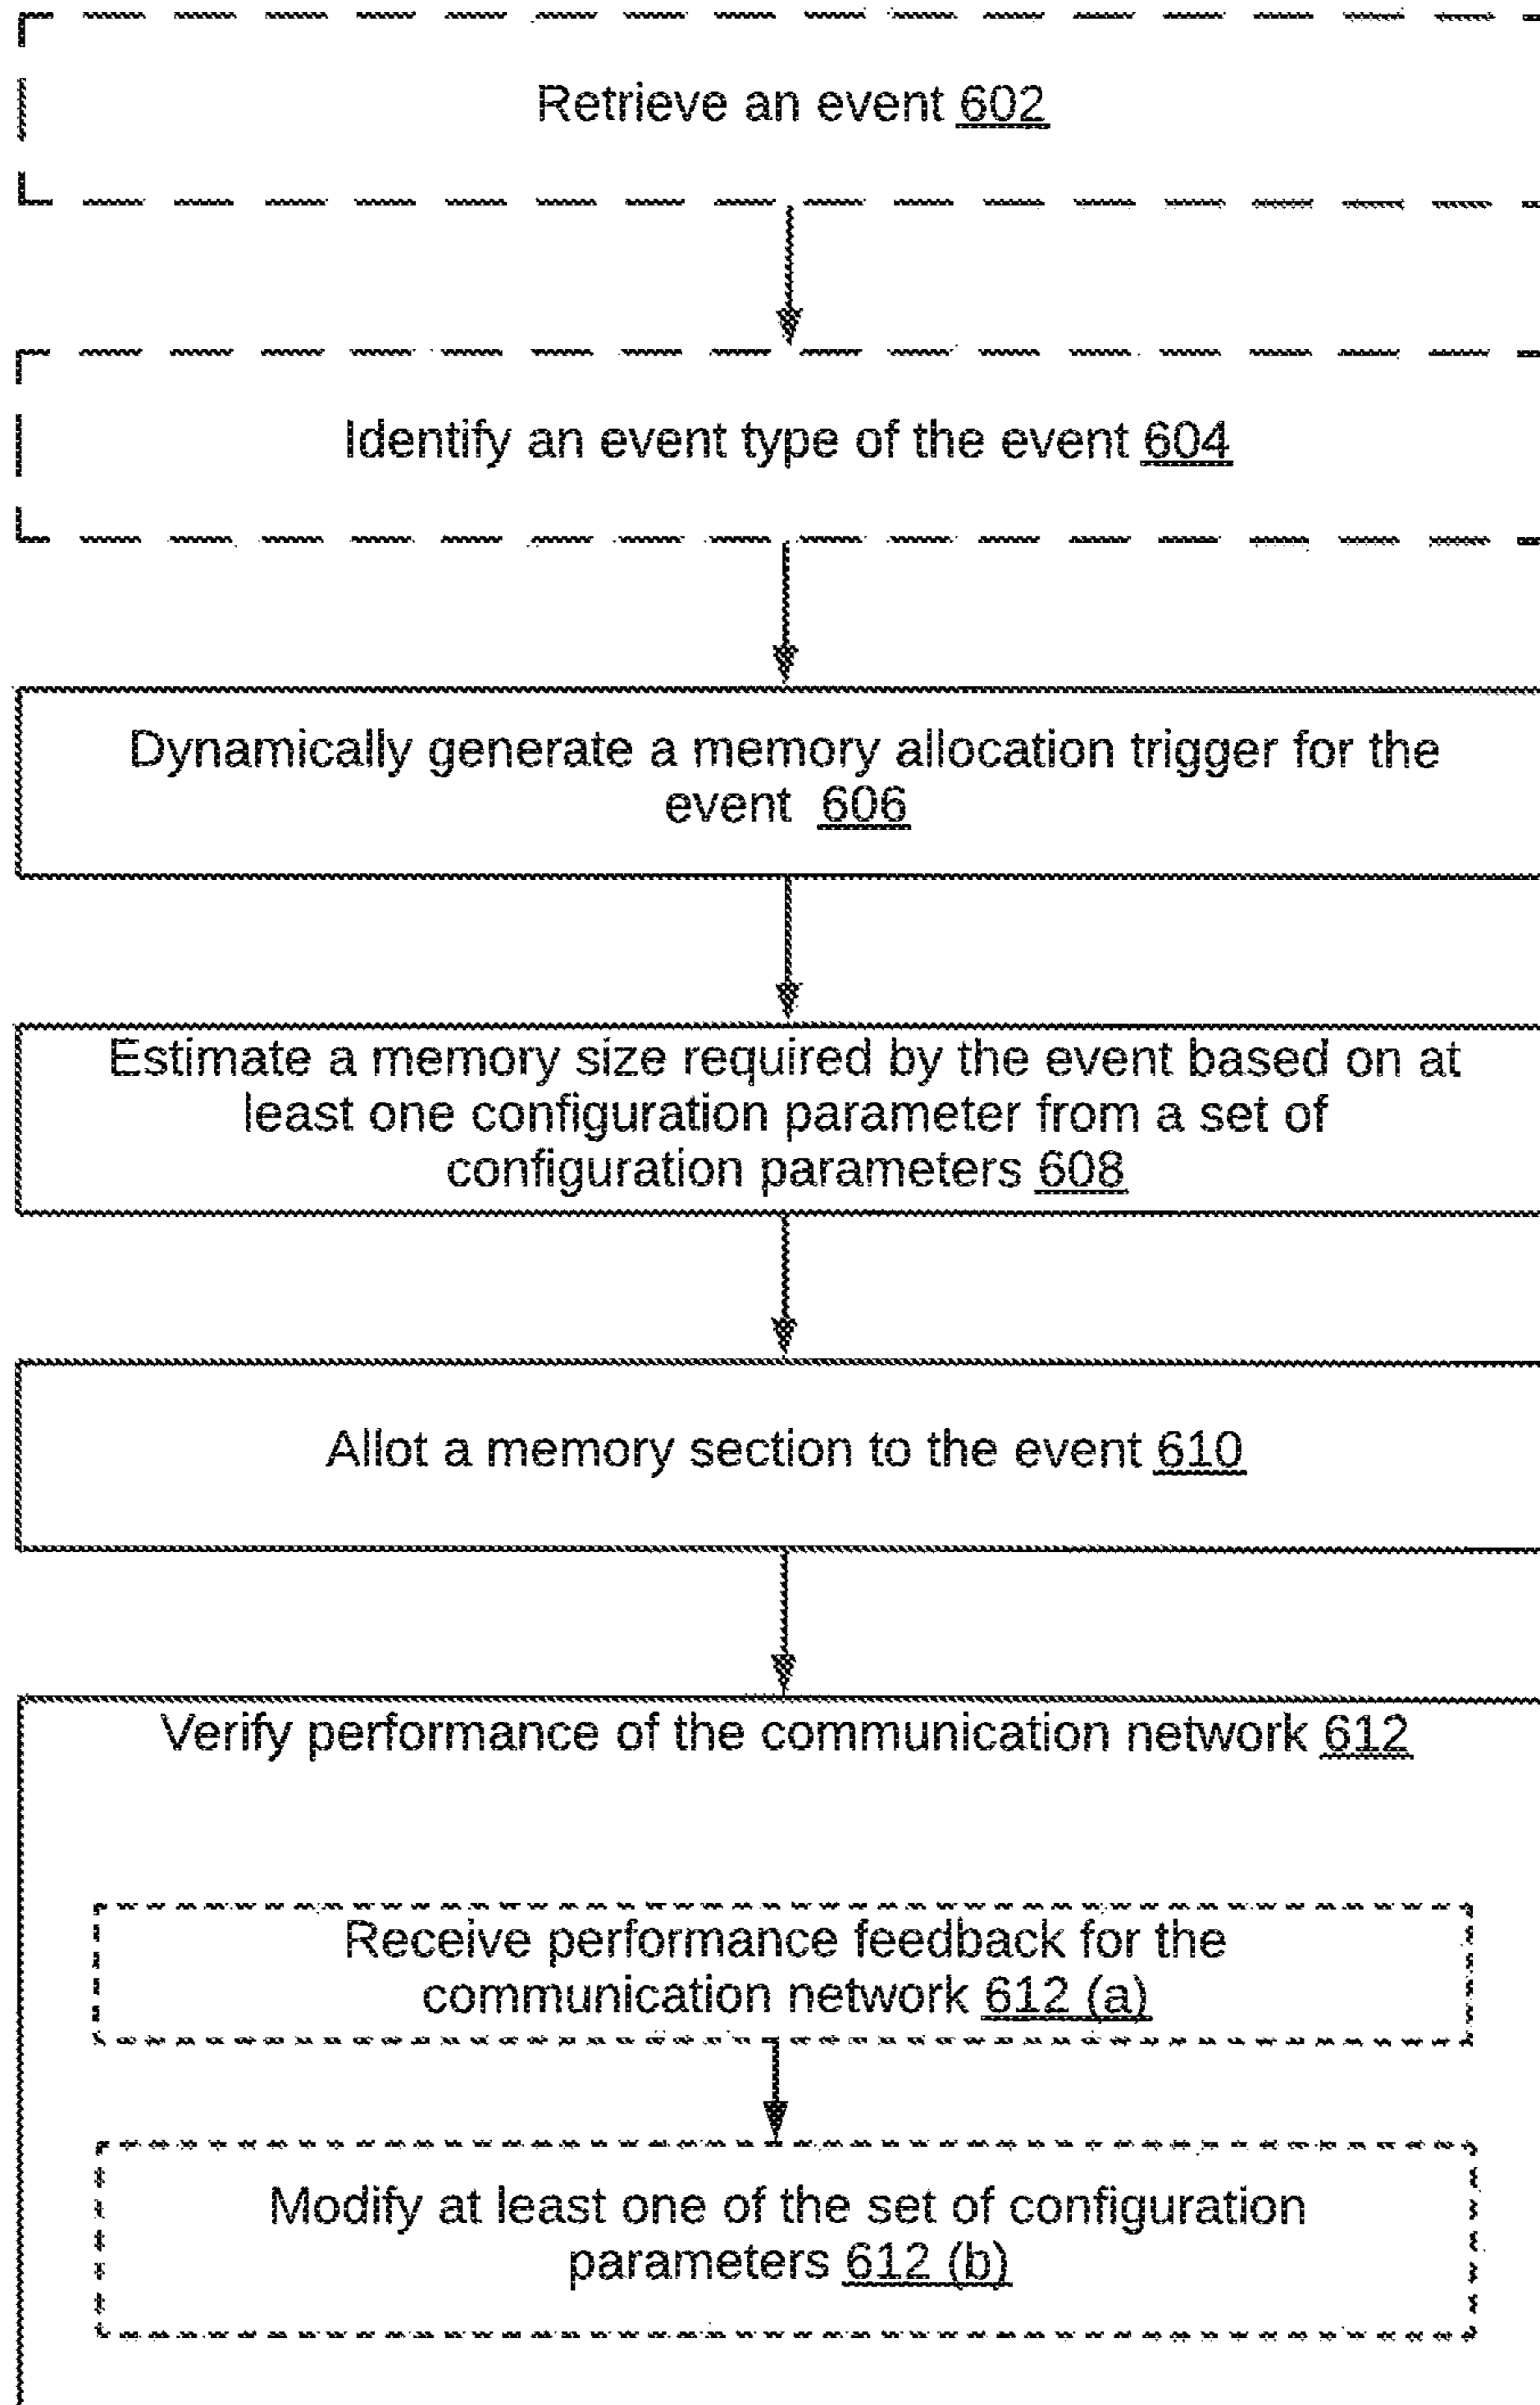 Retrieve an event 602
Identify an event type of the event 604
Dynamically generate a memory allocation trigger for the
event 606
Estimate a memory size required by the event based on at
least one configuration parameter from a set of
configuration parameters 608
Allot a memory section to the event 610
Verify performance of the communication network 612
Receive performance feedback for the
communication network 612 (a)
Modify at least one of the set of configuration
parameters 612 (b)